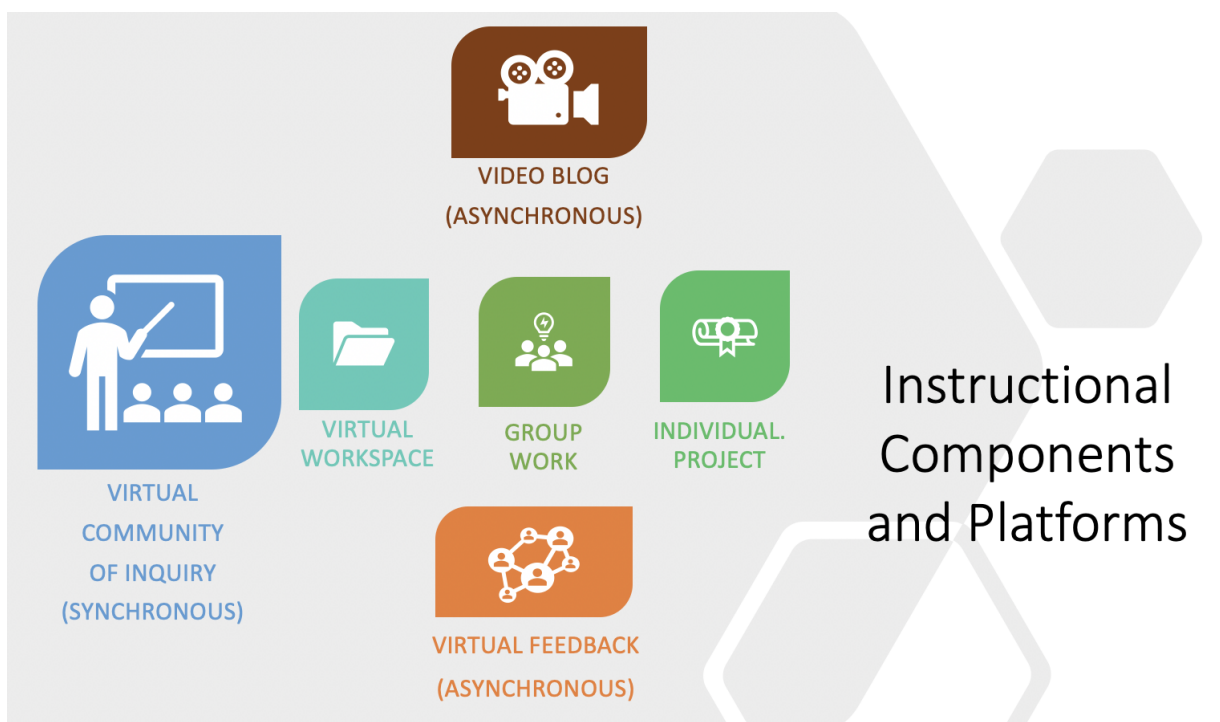 VIDEO BLOG
(ASYNCHRONOUS)
VIRTUAL
COMMUNITY
OF INQUIRY
(SYNCHRONOUS)
VIRTUAL
WORKSPACE
GROUP
WORK
INDIVIDUAL.
PROJECT
VIRTUAL FEEDBACK
(ASYNCHRONOUS)
Instructional
Components
and Platforms